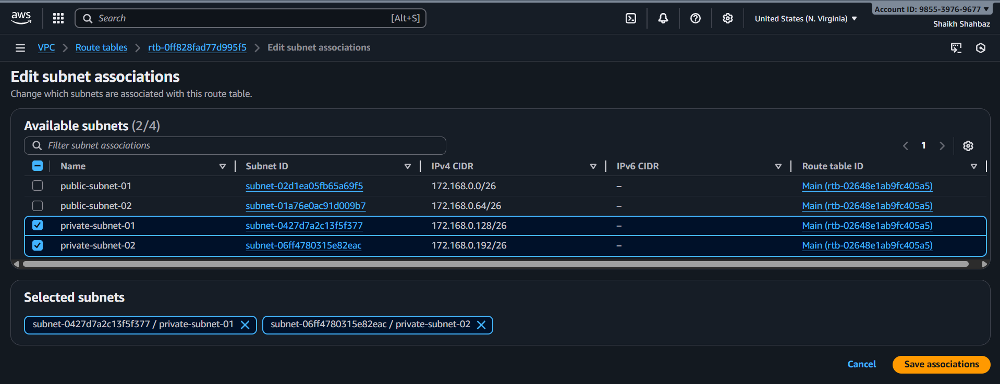 aws
Search [Alt+S]
United States (N. Virginia)
Account ID: 9855-3976-9677
Shaikh Shahbaz
VPC Route tables rtb-0ff828fad77d995f5 Edit subnet associations
Edit subnet associations
Change which subnets are associated with this route table.
Available subnets (2/4)
Filter subnet associations
1
Name Subnet ID IPv4 CIDR IPv6 CIDR Route table ID
public-subnet-01 subnet-02d1ea05fb65a69f5 172.168.0.0/26 – Main (rtb-02648e1ab9fc405a5)
public-subnet-02 subnet-01a76e0ac91d009b7 172.168.0.64/26 – Main (rtb-02648e1ab9fc405a5)
private-subnet-01 subnet-0427d7a2c13f5f377 172.168.0.128/26 – Main (rtb-02648e1ab9fc405a5)
private-subnet-02 subnet-06ff4780315e82eac 172.168.0.192/26 – Main (rtb-02648e1ab9fc405a5)
Selected subnets
subnet-0427d7a2c13f5f377 / private-subnet-01 subnet-06ff4780315e82eac / private-subnet-02
Cancel Save associations